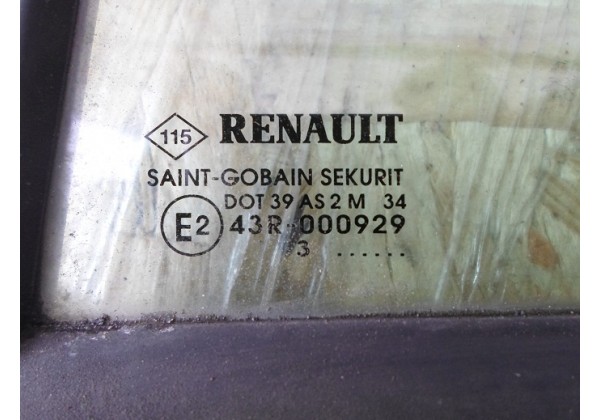 115 RENAULT
SAINT-GOBAIN SEKURIT
DOT 39 AS 2 M 34
E2 43R-000929
3 ......